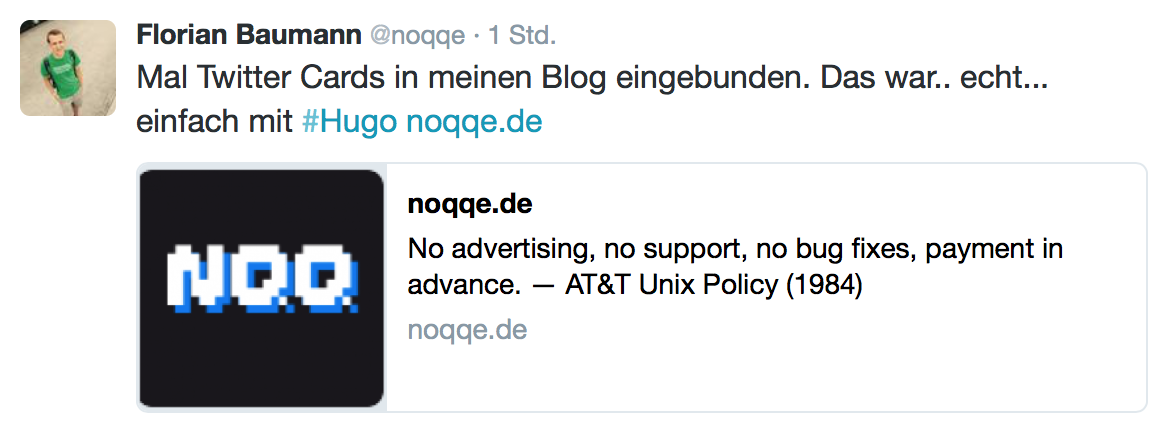 Florian Baumann @noqqe · 1 Std.
Mal Twitter Cards in meinen Blog eingebunden. Das war.. echt...
einfach mit #Hugo noqqe.de
NQQ
noqqe.de
No advertising, no support, no bug fixes, payment in
advance. — AT&T Unix Policy (1984)
noqqe.de